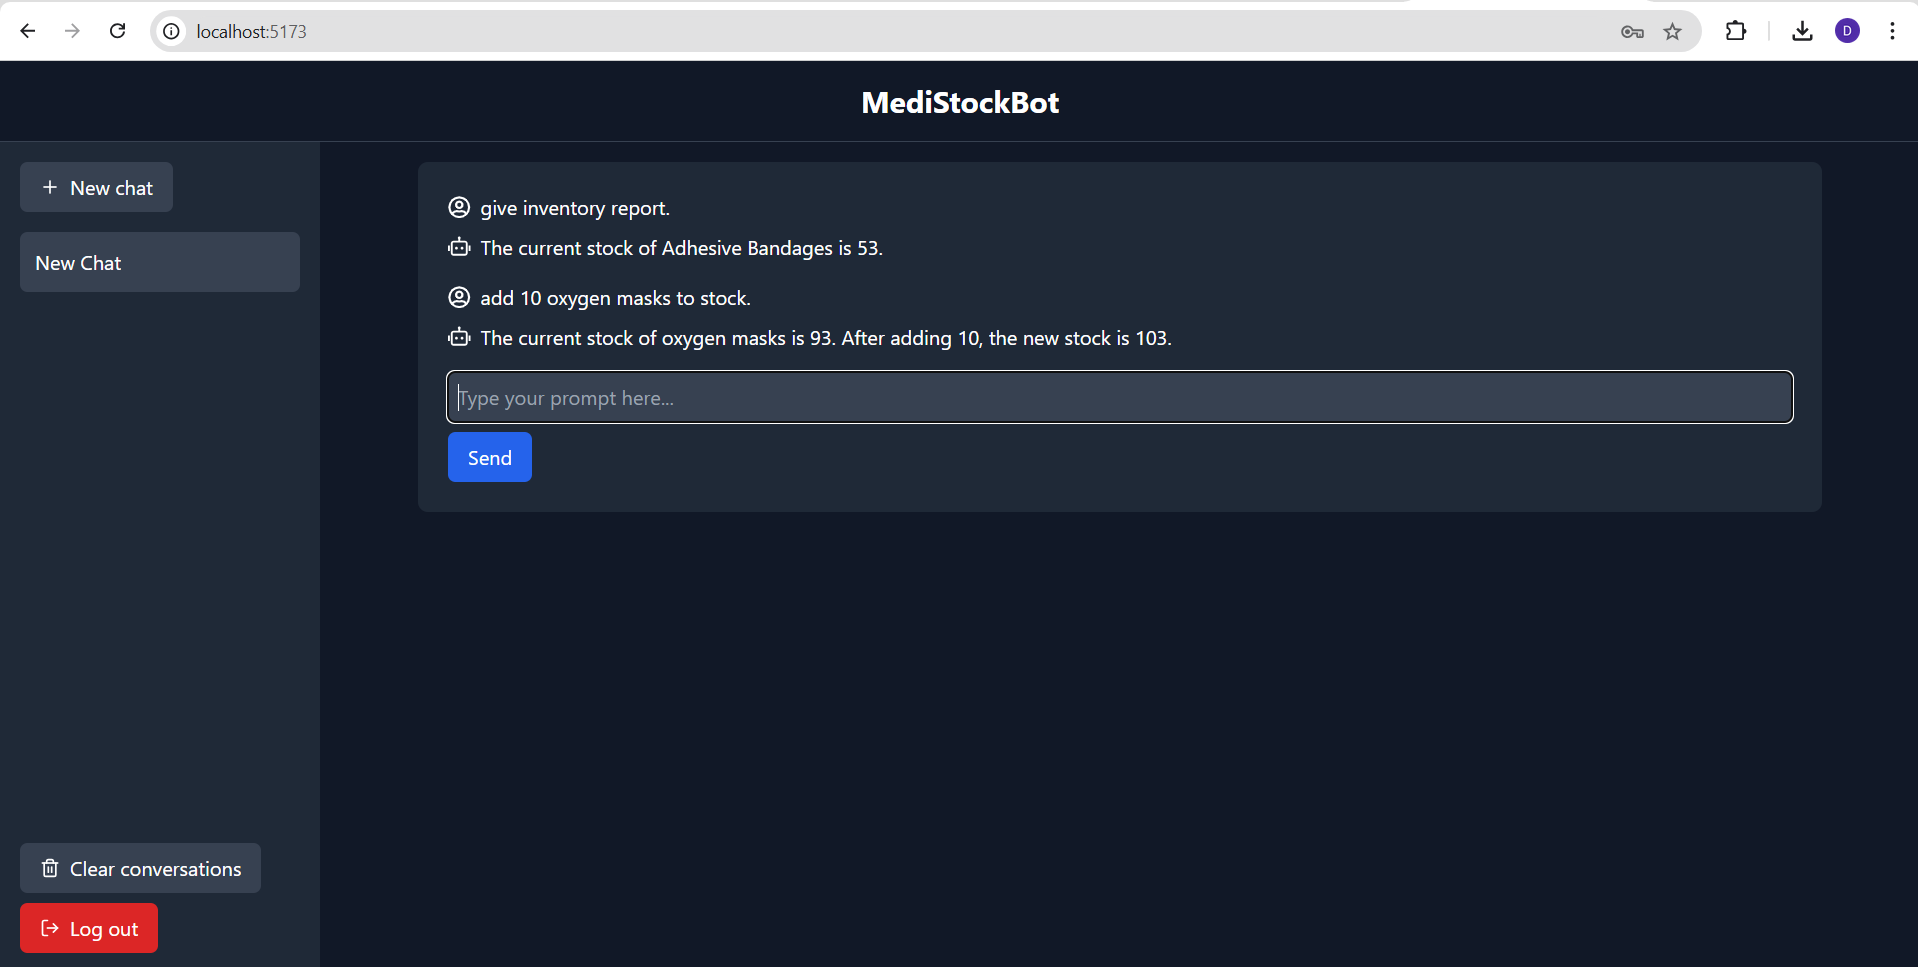 localhost:5173
D
MediStockBot
New chat
New Chat
give inventory report.
The current stock of Adhesive Bandages is 53.
add 10 oxygen masks to stock.
The current stock of oxygen masks is 93. After adding 10, the new stock is 103.
Type your prompt here...
Send
Clear conversations
Log out